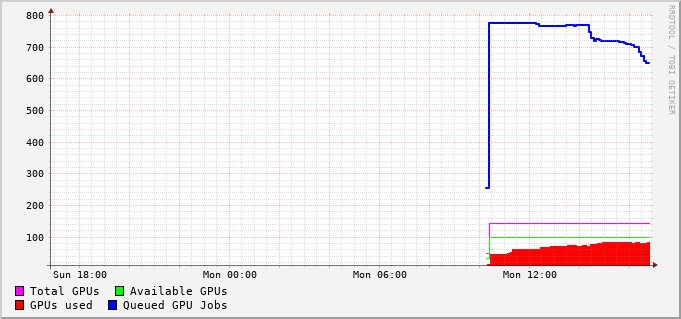 800
700
600
500
400
300
200
100
Sun 18:00 Mon 00:00 Mon 06:00 Mon 12:00
Total GPUs Available GPUs
GPUs used Queued GPU Jobs
RRDTOOL / TOBI OETIKER